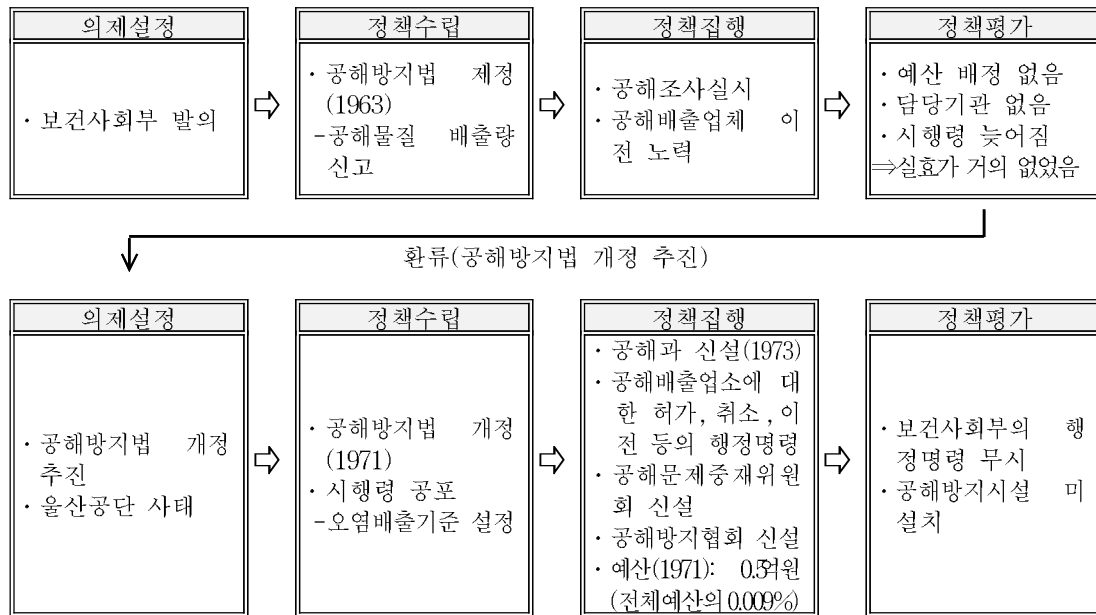 의제설정
· 보건사회부 발의
정책수립
· 공해방지법 제정
(1963)
-공해물질 배출량
신고
정책집행
· 공해조사실시
· 공해배출업체 이
전 노력
정책평가
· 예산 배정 없음
· 담당기관 없음
· 시행령 늦어짐
⇒실효가 거의 없었음
환류(공해방지법 개정 추진)
의제설정
· 공해방지법 개정
추진
· 울산공단 사태
정책수립
· 공해방지법 개정
(1971)
· 시행령 공포
-오염배출기준 설정
정책집행
· 공해과 신설(1973)
· 공해배출업소에 대
한 허가, 취소, 이
전 등의 행정명령
· 공해문제중재위원
회 신설
· 공해방지협회 신설
· 예산(1971): 0.5억원
(전체예산의 0.009%)
정책평가
· 보건사회부의 행
정명령 무시
· 공해방지시설 미
설치